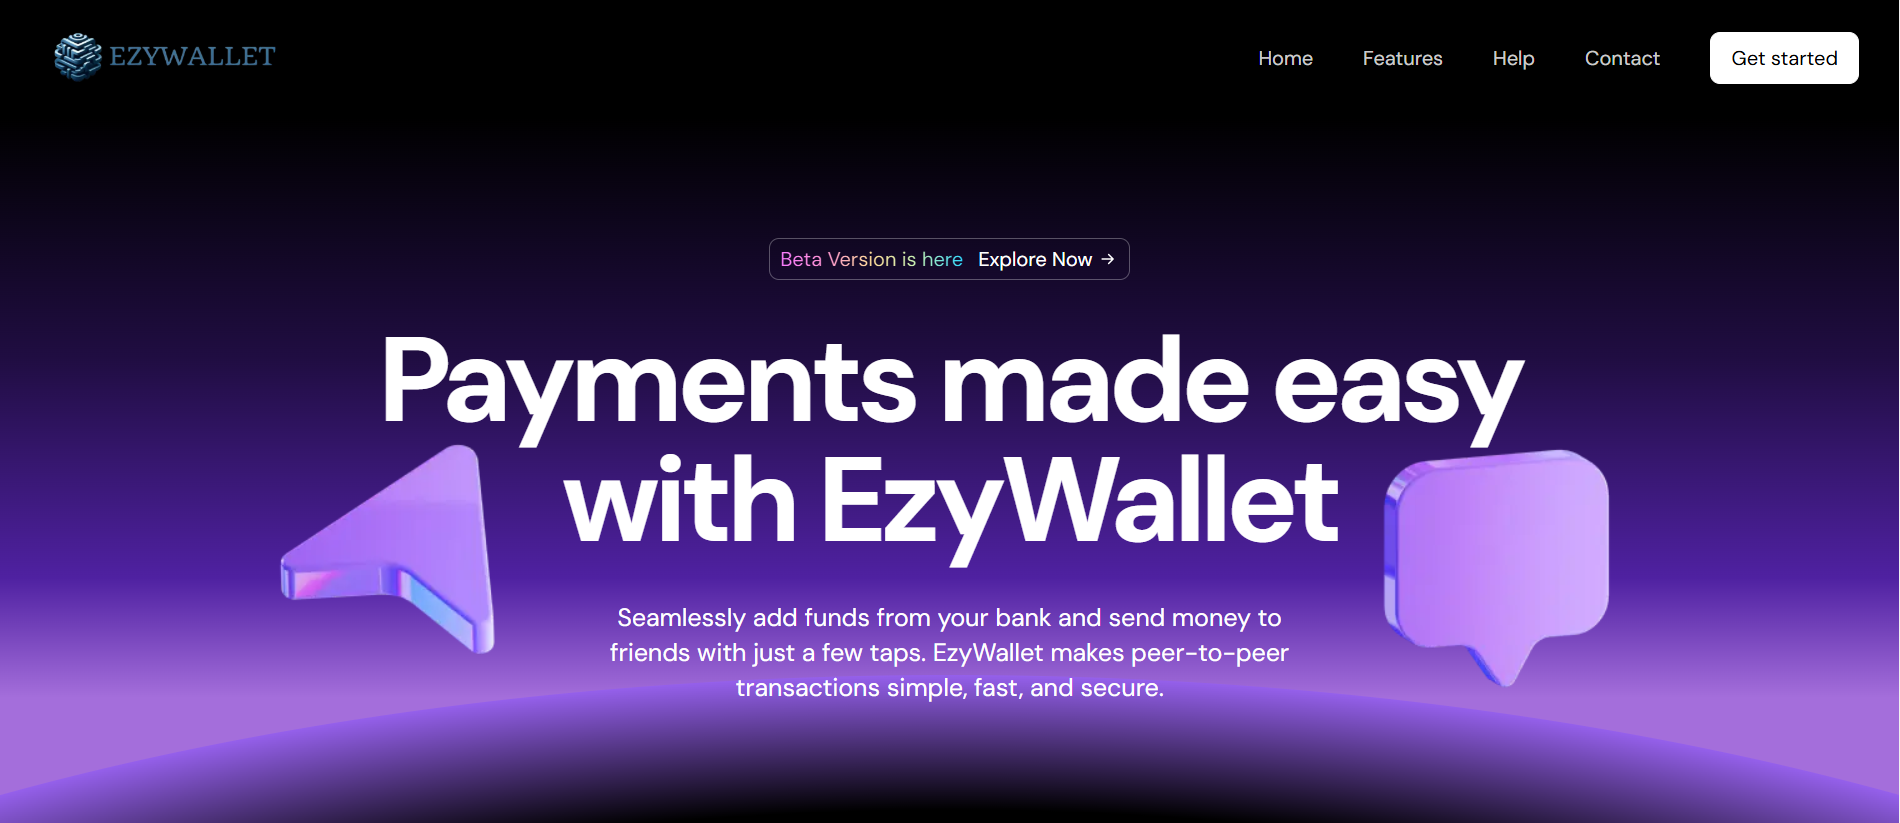 EZYWALLET
Home Features Help Contact Get started
Beta Version is here Explore Now →
Payments made easy
with EzyWallet
Seamlessly add funds from your bank and send money to
friends with just a few taps. EzyWallet makes peer-to-peer
transactions simple, fast, and secure.